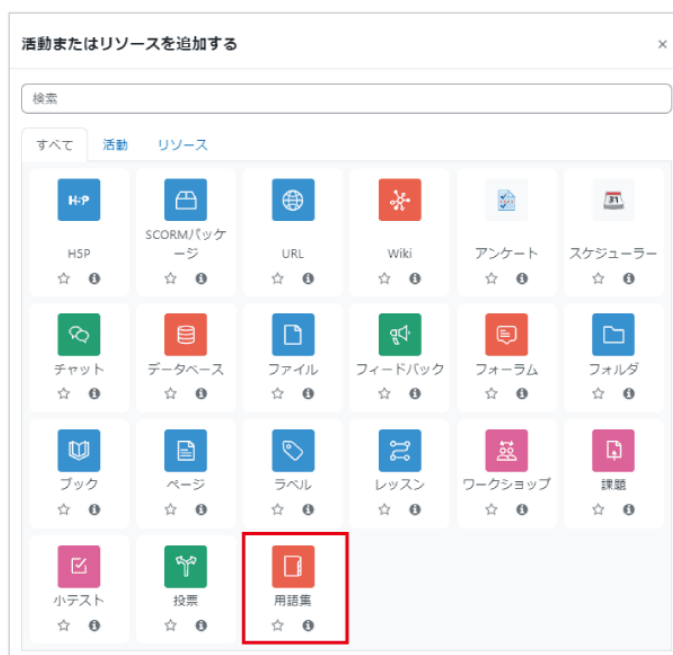 活動またはリソースを追加する ×
検索
すべて 活動 リソース
H5P
H5P
SCORMパッケ
ージ
URL
Wiki
アンケート
31
スケジューラー
チャット
データベース
ファイル
フィードバック
フォーラム
フォルダ
ブック
ページ
ラベル
レッスン
ワークショップ
課題
小テスト
投票
用語集